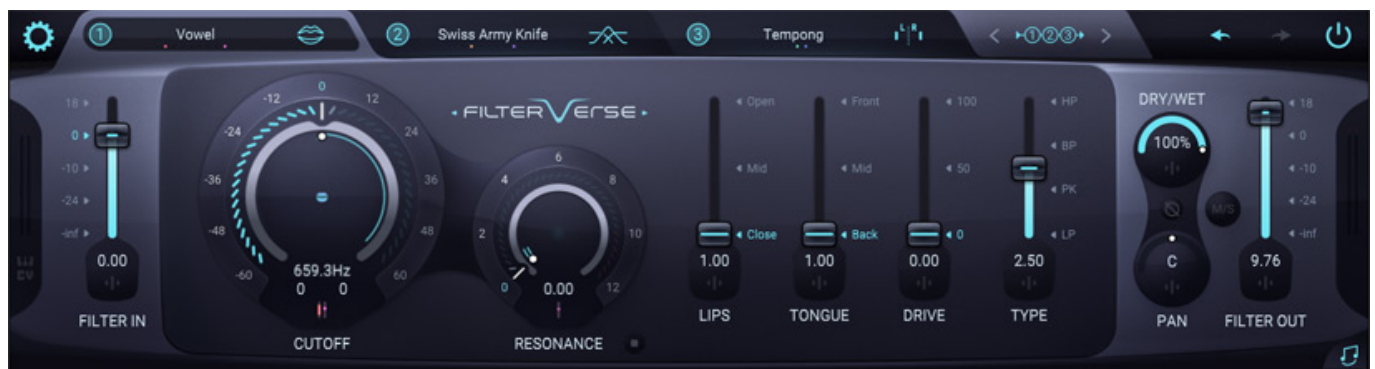 1 Vowel 2 Swiss Army Knife 3 Tempong L R < 1 2 3 >
FILTERVERSE
18
0
-10
-24
-inf
0.00
FILTER IN
-60 -48 -36 -24 -12 0 12 24 36 48 60
659.3Hz
0 0
CUTOFF
0 2 4 6 8 10 12
0.00
RESONANCE
Open
Mid
Close
1.00
LIPS
Front
Mid
Back
1.00
TONGUE
100
50
0
0.00
DRIVE
HP
BP
PK
LP
2.50
TYPE
DRY/WET
100%
M/S
C
PAN
18
0
-10
-24
-inf
9.76
FILTER OUT
CV